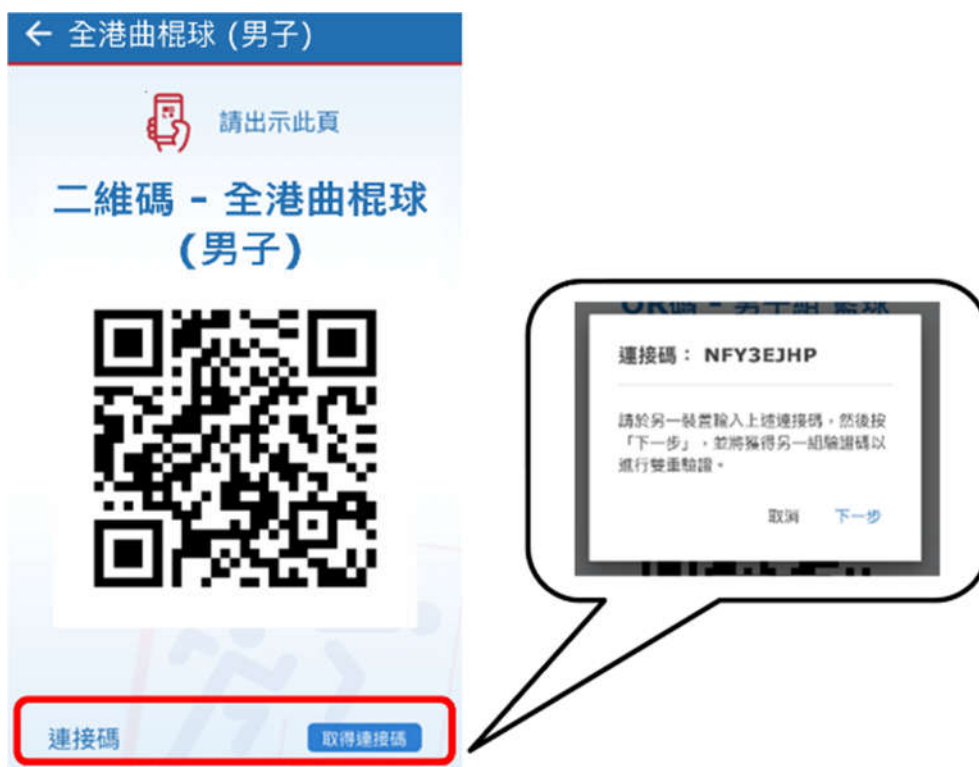 ← 全港曲棍球 (男子)
請出示此頁
二維碼 - 全港曲棍球
(男子)
連接碼
取得連接碼
連接碼： NFY3EJHP
請於另一裝置輸入上述連接碼，然後按
「下一步」，並將獲得另一組驗證碼以
進行雙重驗證。
取消 下一步